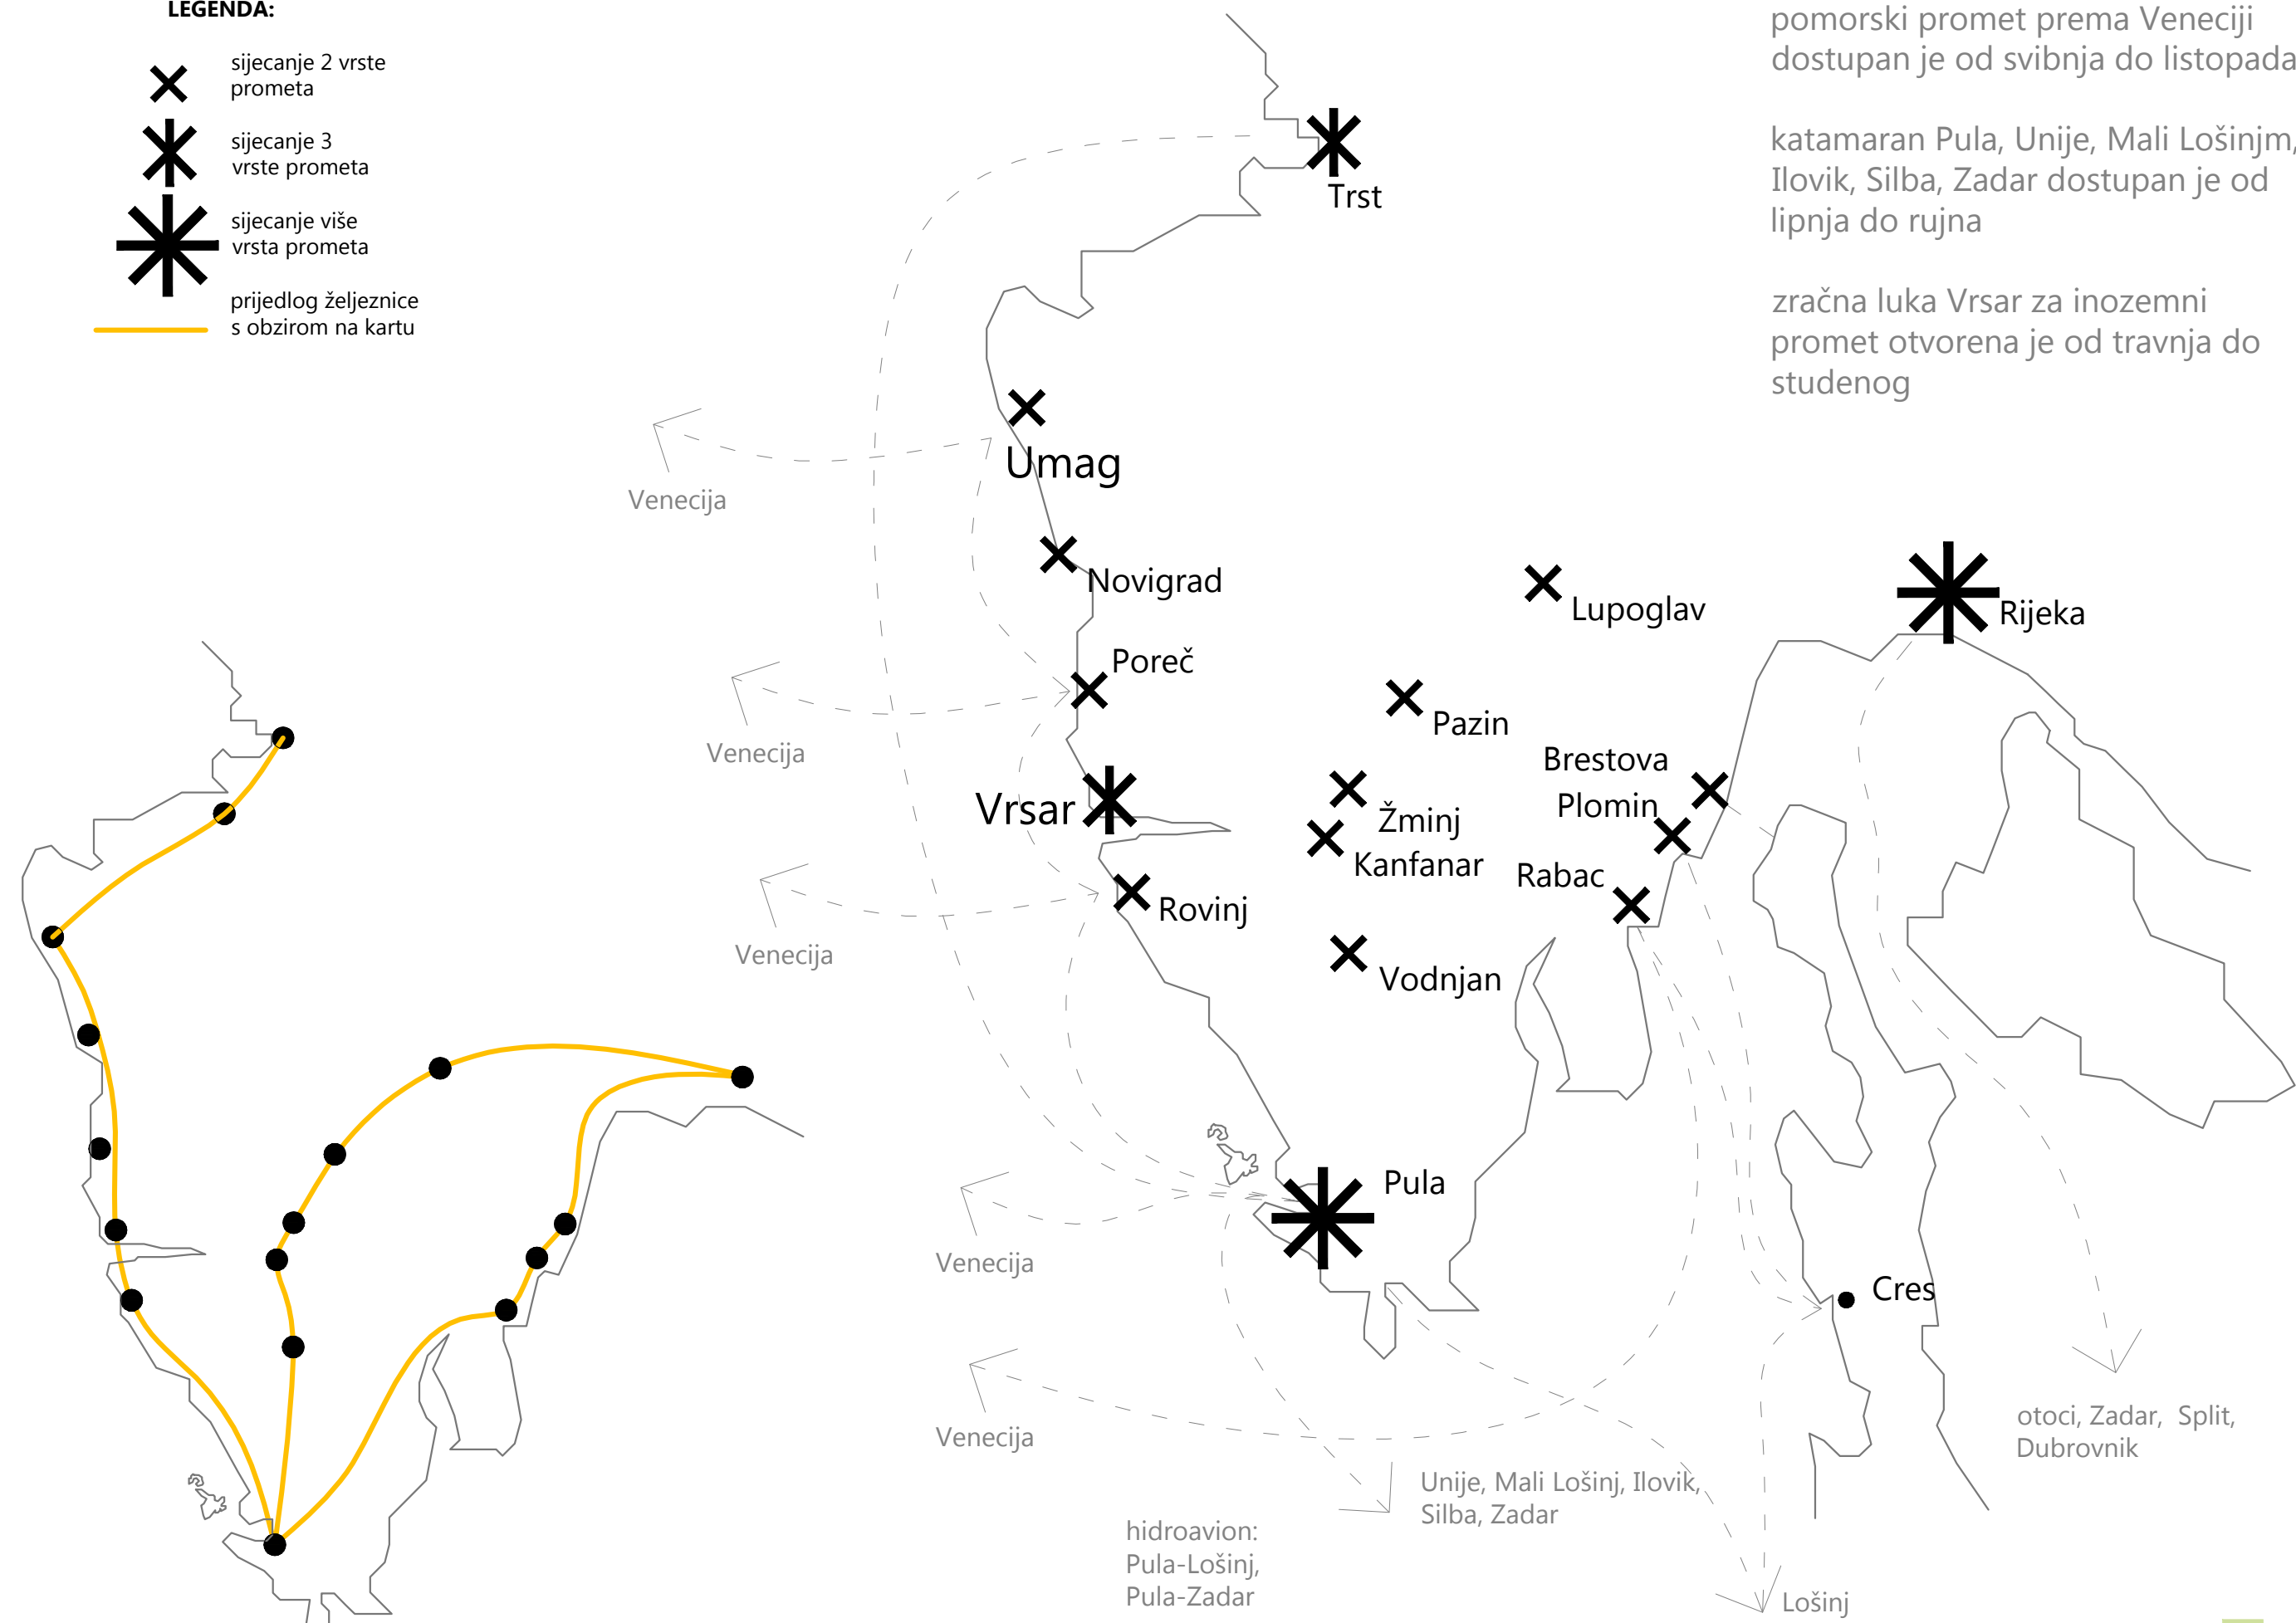 LEGENDA:
sijecanje 2 vrste
prometa
sijecanje 3
vrste prometa
sijecanje više
vrsta prometa
prijedlog željeznice
s obzirom na kartu
pomorski promet prema Veneciji
dostupan je od svibnja do listopada
katamaran Pula, Unije, Mali Lošinjm,
Ilovik, Silba, Zadar dostupan je od
lipnja do rujna
zračna luka Vrsar za inozemni
promet otvorena je od travnja do
studenog
Trst
Umag
Venecija
Novigrad
Lupoglav
Rijeka
Poreč
Pazin
Venecija
Brestova
Plomin
Vrsar
Žminj
Kanfanar
Rabac
Rovinj
Venecija
Vodnjan
Pula
Venecija
Cres
Venecija
otoci, Zadar, Split,
Dubrovnik
Unije, Mali Lošinj, Ilovik,
Silba, Zadar
hidroavion:
Pula-Lošinj,
Pula-Zadar
Lošinj